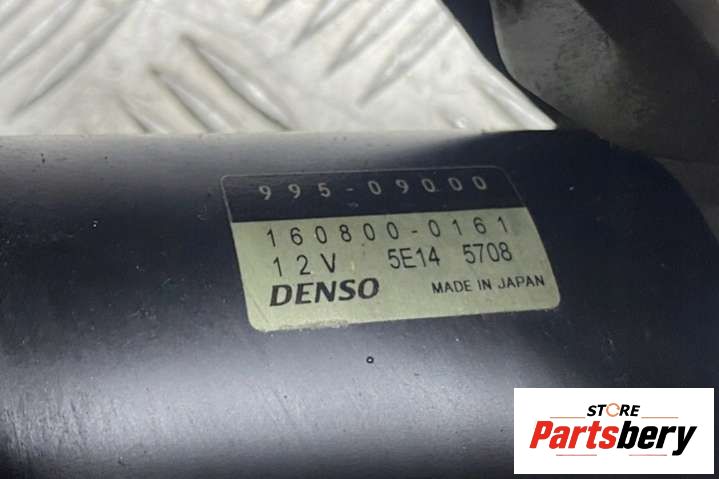 995-09000
160800-0161
12V 5E14 5708
DENSO MADE IN JAPAN
STORE
Partsbery